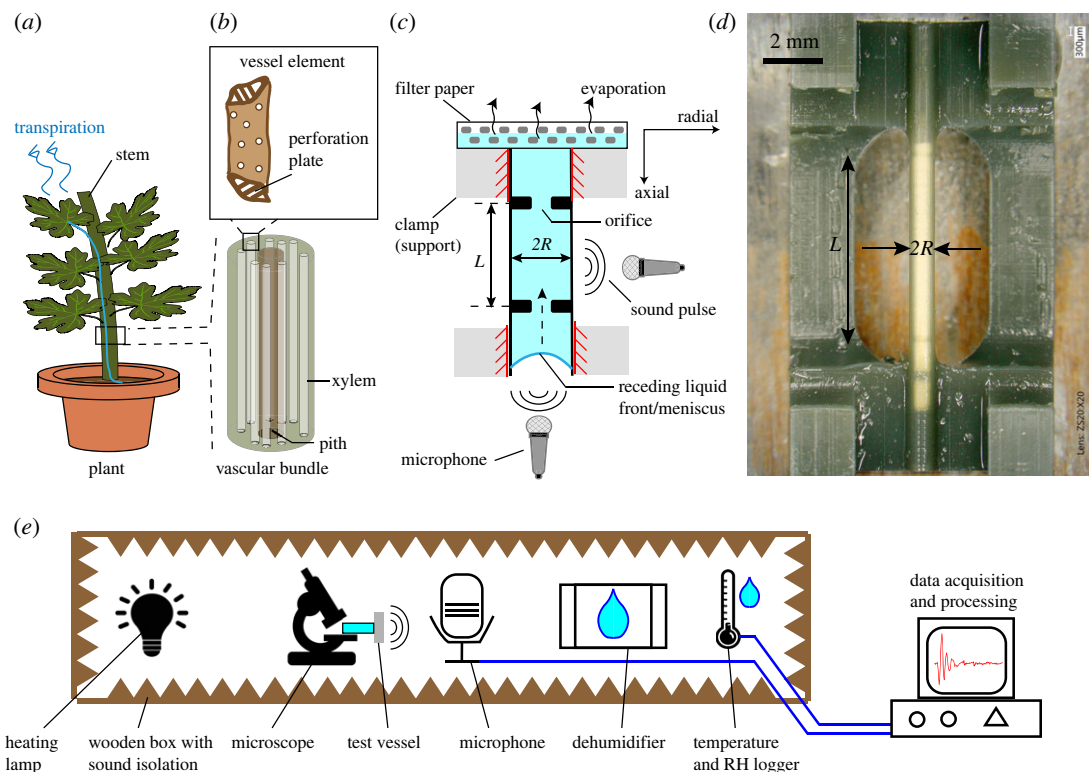 (a)
transpiration
stem
plant
(b)
vessel element
perforation
plate
xylem
pith
vascular bundle
(c)
filter paper
evaporation
radial
axial
clamp
(support)
orifice
L
2R
sound pulse
receding liquid
front/meniscus
microphone
(d)
2 mm
300µm
L
2R
Lens: ZS20:X20
(e)
data acquisition
and processing
heating
lamp
wooden box with
sound isolation
microscope
test vessel
microphone
dehumidifier
temperature
and RH logger